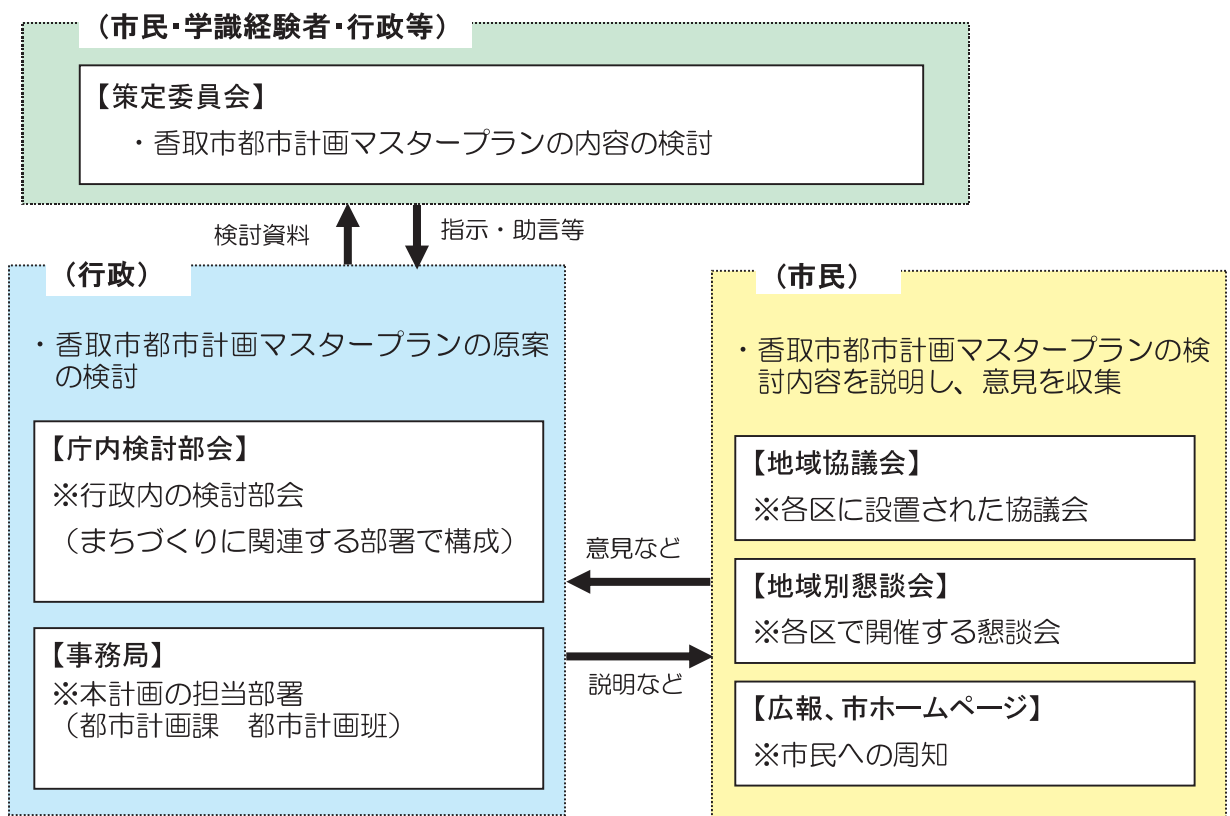 （市民・学識経験者・行政等）
【策定委員会】
・香取市都市計画マスタープランの内容の検討
検討資料
指示・助言等
（行政）
・香取市都市計画マスタープランの原案
の検討
【庁内検討部会】
※行政内の検討部会
（まちづくりに関連する部署で構成）
【事務局】
※本計画の担当部署
（都市計画課　都市計画班）
意見など
説明など
（市民）
・香取市都市計画マスタープランの検
討内容を説明し、意見を収集
【地域協議会】
※各区に設置された協議会
【地域別懇談会】
※各区で開催する懇談会
【広報、市ホームページ】
※市民への周知